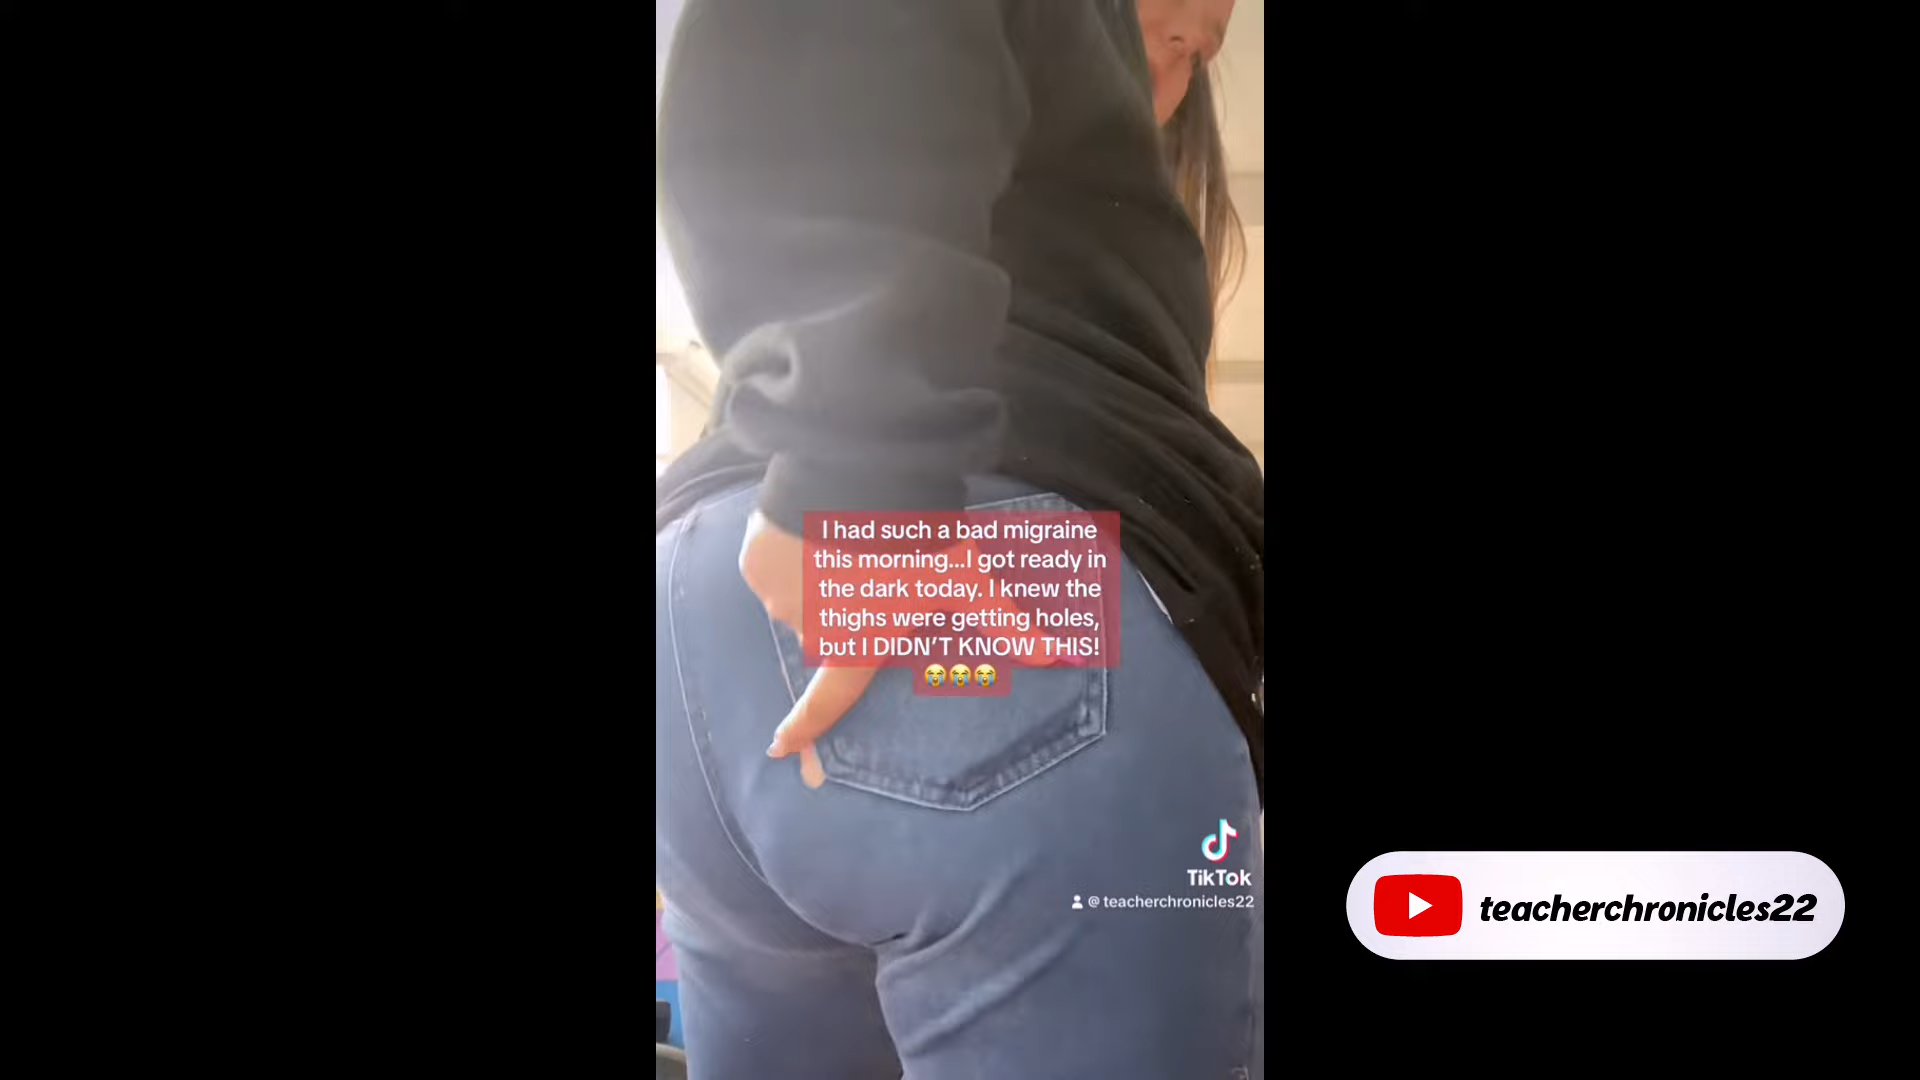 I had such a bad migraine
this morning...I got ready in
the dark today. I knew the
thighs were getting holes,
but I DIDN’T KNOW THIS!
😭😭😭
TikTok
@ teacherchronicles22
teacherchronicles22